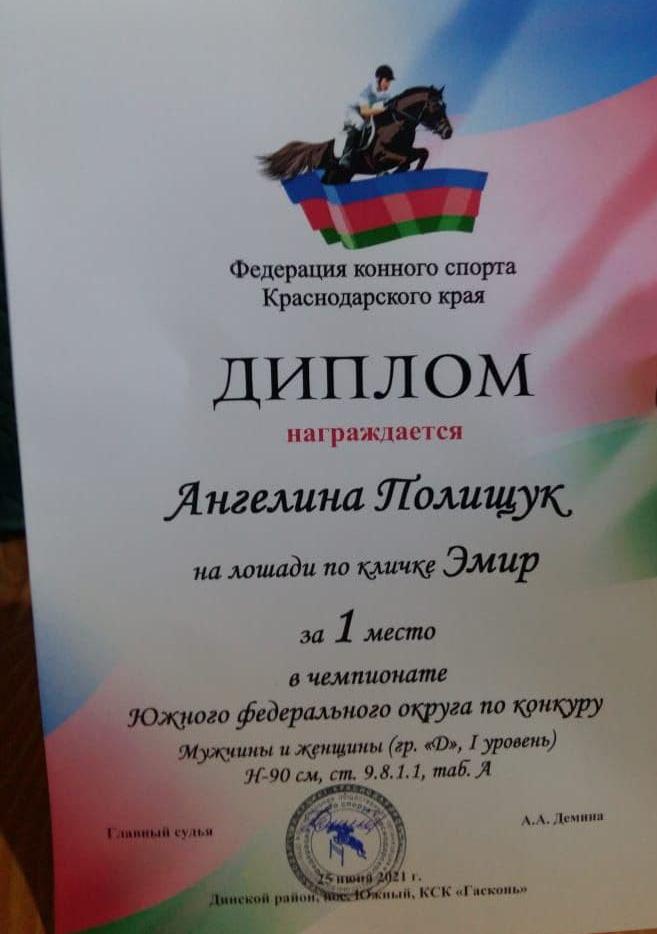 Федерация конного спорта
Краснодарского края
ДИПЛОМ
награждается
Ангелина Полищук
на лошади по кличке Эмир
за 1 место
в чемпионате
Южного федерального округа по конкуру
Мужчины и женщины (гр. «D», I уровень)
H-90 см, ст. 9.8.1.1, таб. А
Главный судья
А.А. Демина
25 июня 2021 г.
Динской район, пос. Южный, КСК «Гасконь»